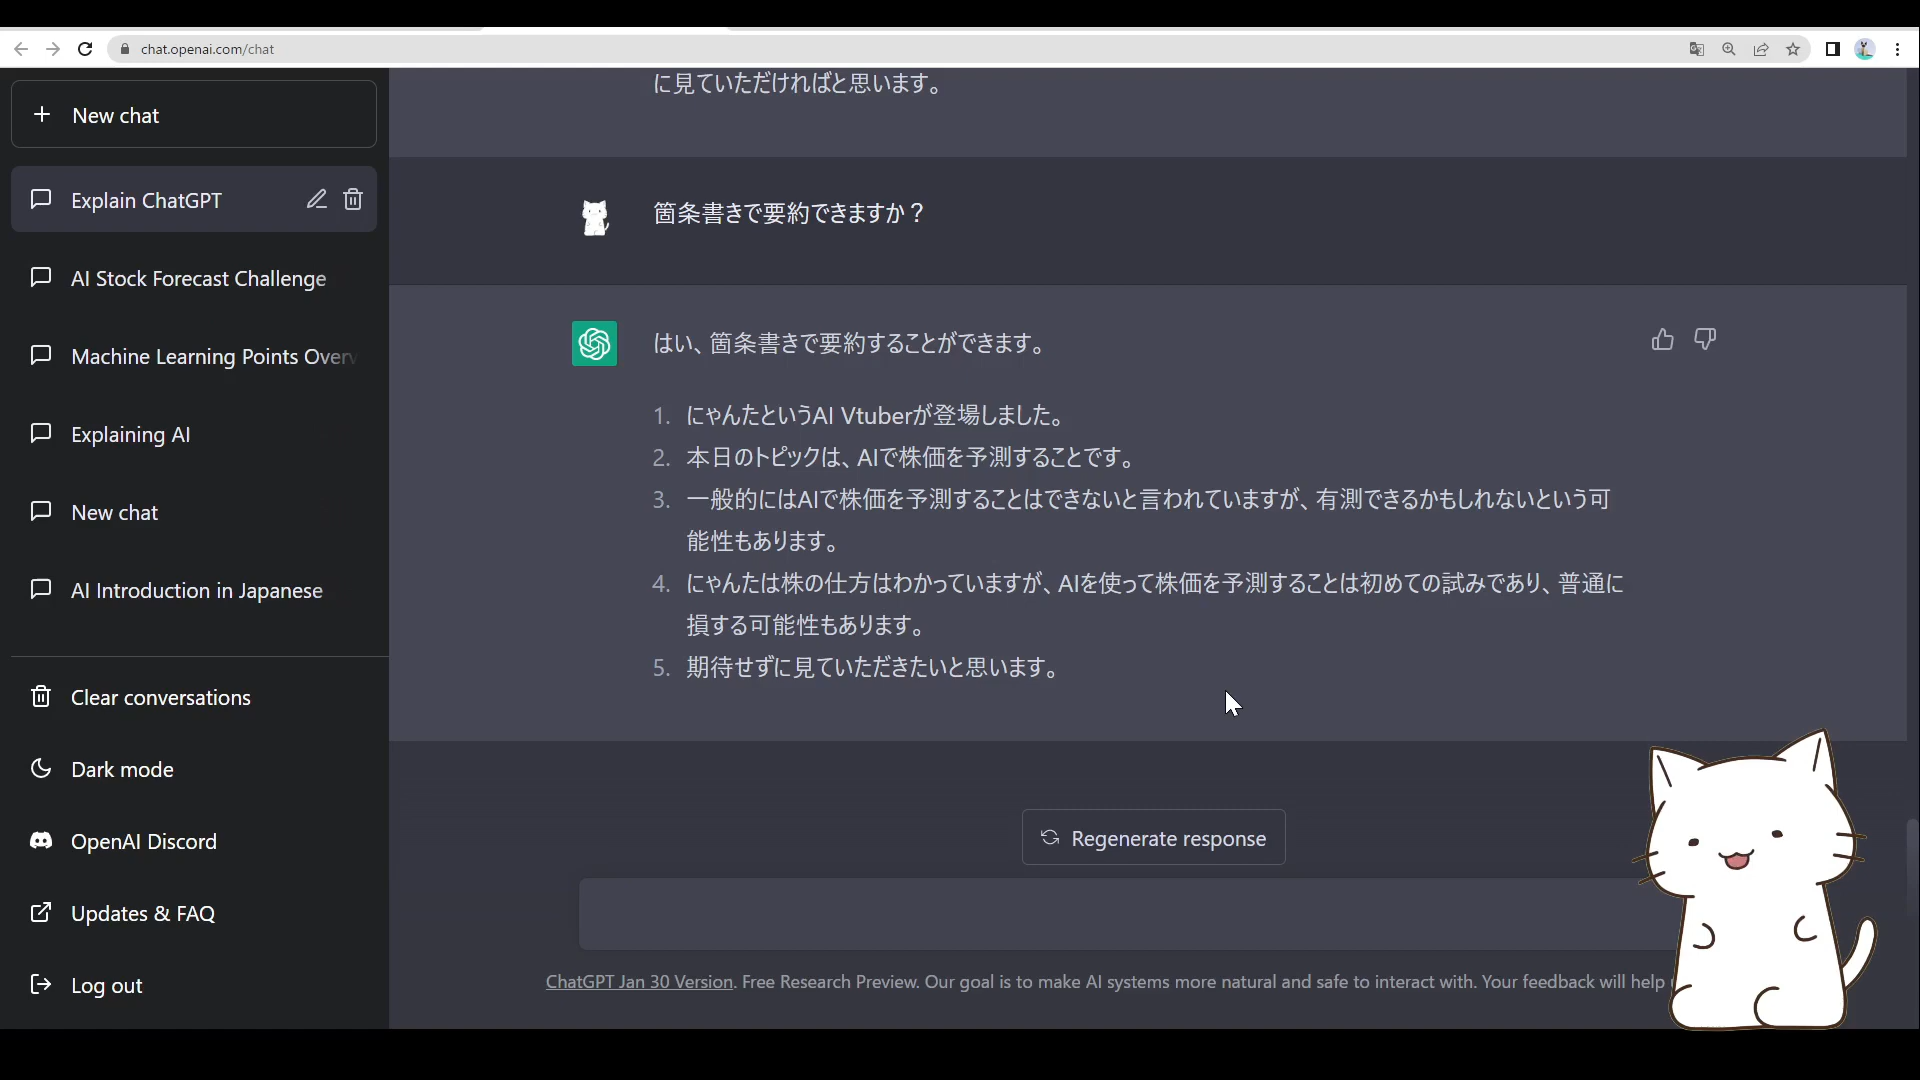 chat.openai.com/chat
New chat
Explain ChatGPT
AI Stock Forecast Challenge
Machine Learning Points Overv
Explaining AI
New chat
AI Introduction in Japanese
Clear conversations
Dark mode
OpenAI Discord
Updates & FAQ
Log out
に見ていただければと思います。
箇条書きで要約できますか？
はい、箇条書きで要約することができます。
1. にゃんたというAI Vtuberが登場しました。
2. 本日のトピックは、AIで株価を予測することです。
3. 一般的にはAIで株価を予測することはできないと言われていますが、有測できるかもしれないという可
能性もあります。
4. にゃんたは株の仕方はわかっていますが、AIを使って株価を予測することは初めての試みであり、普通に
損する可能性もあります。
5. 期待せずに見ていただきたいと思います。
Regenerate response
ChatGPT Jan 30 Version. Free Research Preview. Our goal is to make AI systems more natural and safe to interact with. Your feedback will help